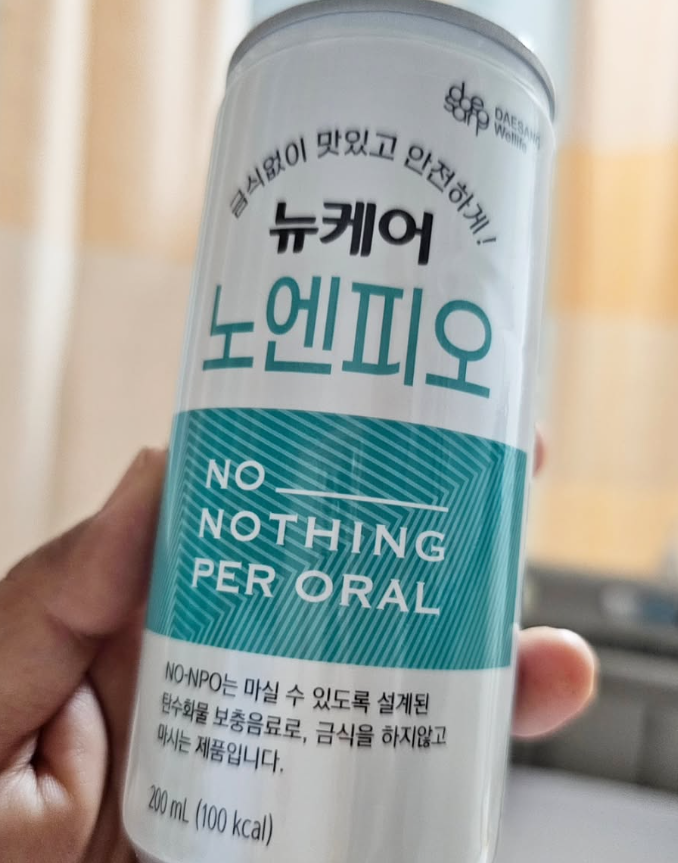 daesang
DAESANG
Wellife
금식없이 맛있고 안전하게!
뉴케어
노엔피오
NO
NOTHING
PER ORAL
NO-NPO는 마실 수 있도록 설계된
탄수화물 보충음료로, 금식을 하지않고
마시는 제품입니다.
200 mL (100 kcal)